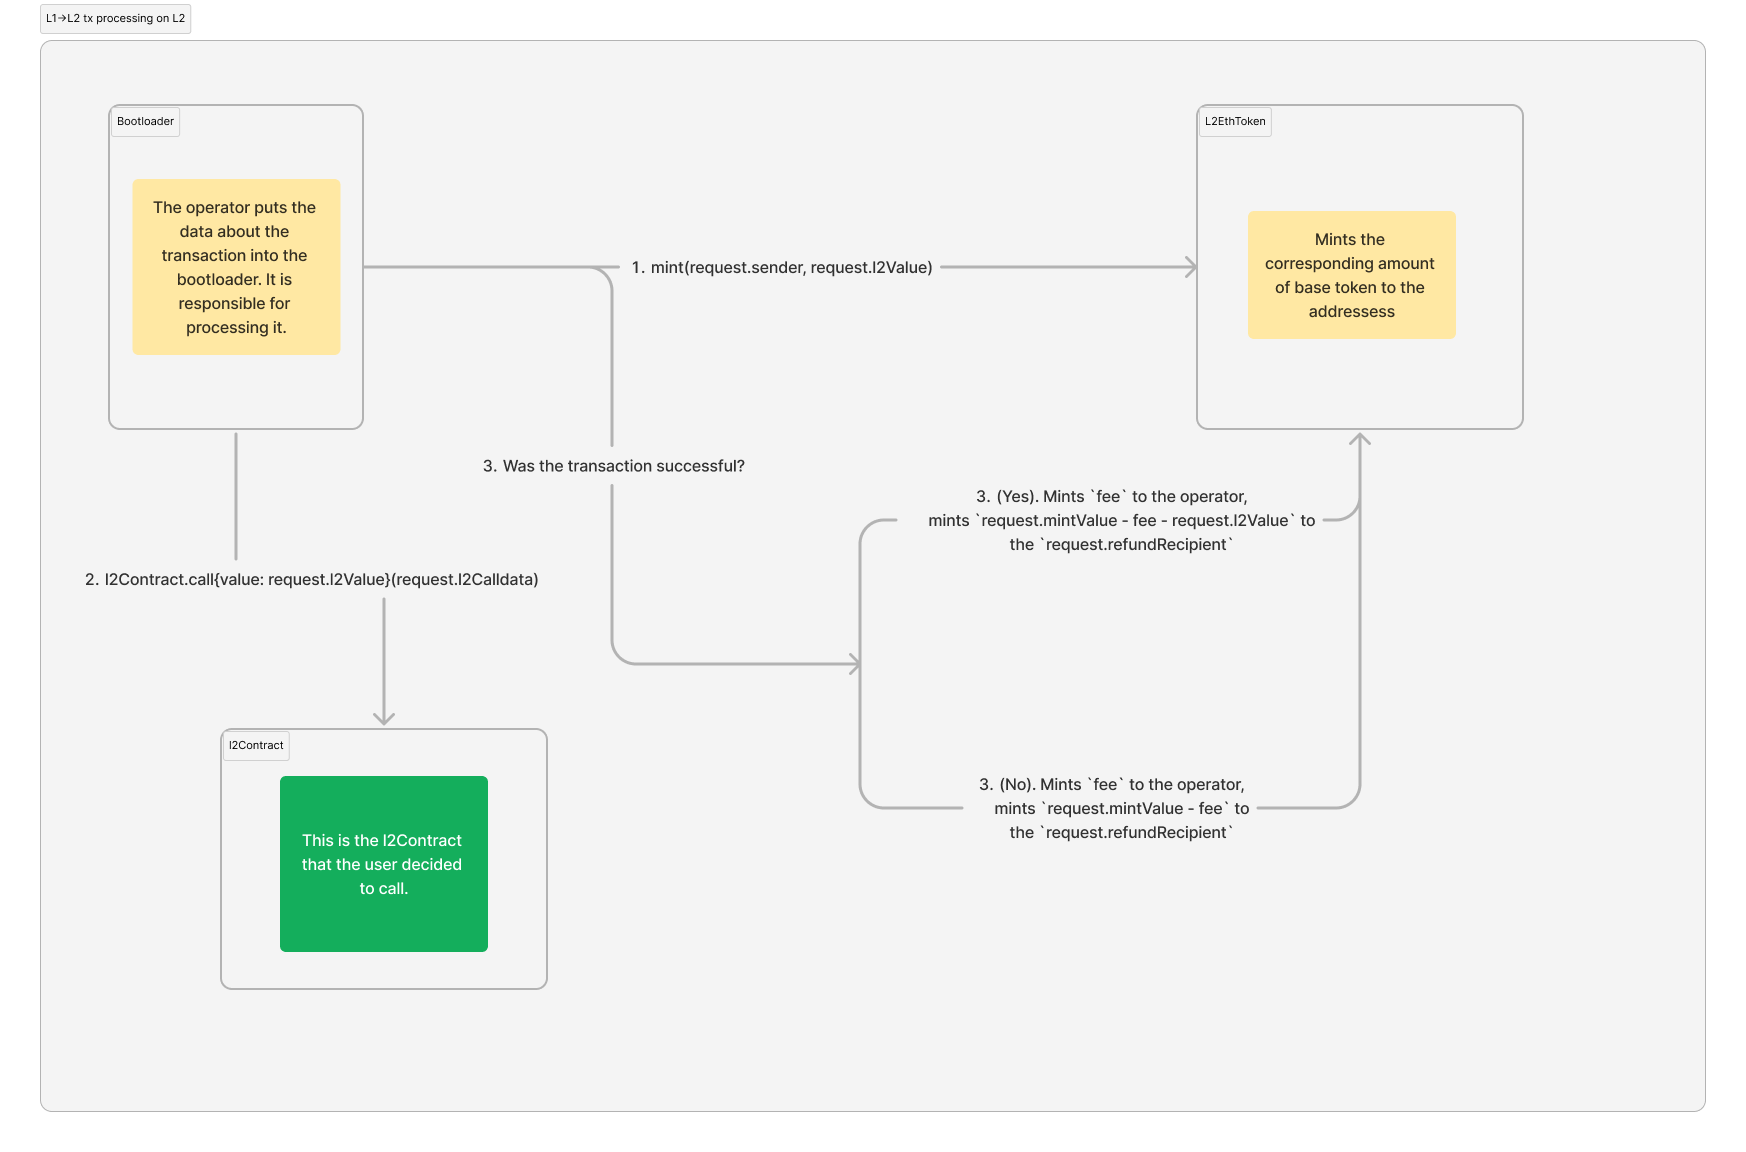 L1→L2 tx processing on L2
Bootloader
The operator puts the
data about the
transaction into the
bootloader. It is
responsible for
processing it.
1. mint(request.sender, request.l2Value)
L2EthToken
Mints the
corresponding amount
of base token to the
addressess
3. Was the transaction successful?
3. (Yes). Mints `fee` to the operator,
mints `request.mintValue - fee - request.l2Value` to
the `request.refundRecipient`
2. l2Contract.call{value: request.l2Value}(request.l2Calldata)
l2Contract
This is the l2Contract
that the user decided
to call.
3. (No). Mints `fee` to the operator,
mints `request.mintValue - fee` to
the `request.refundRecipient`